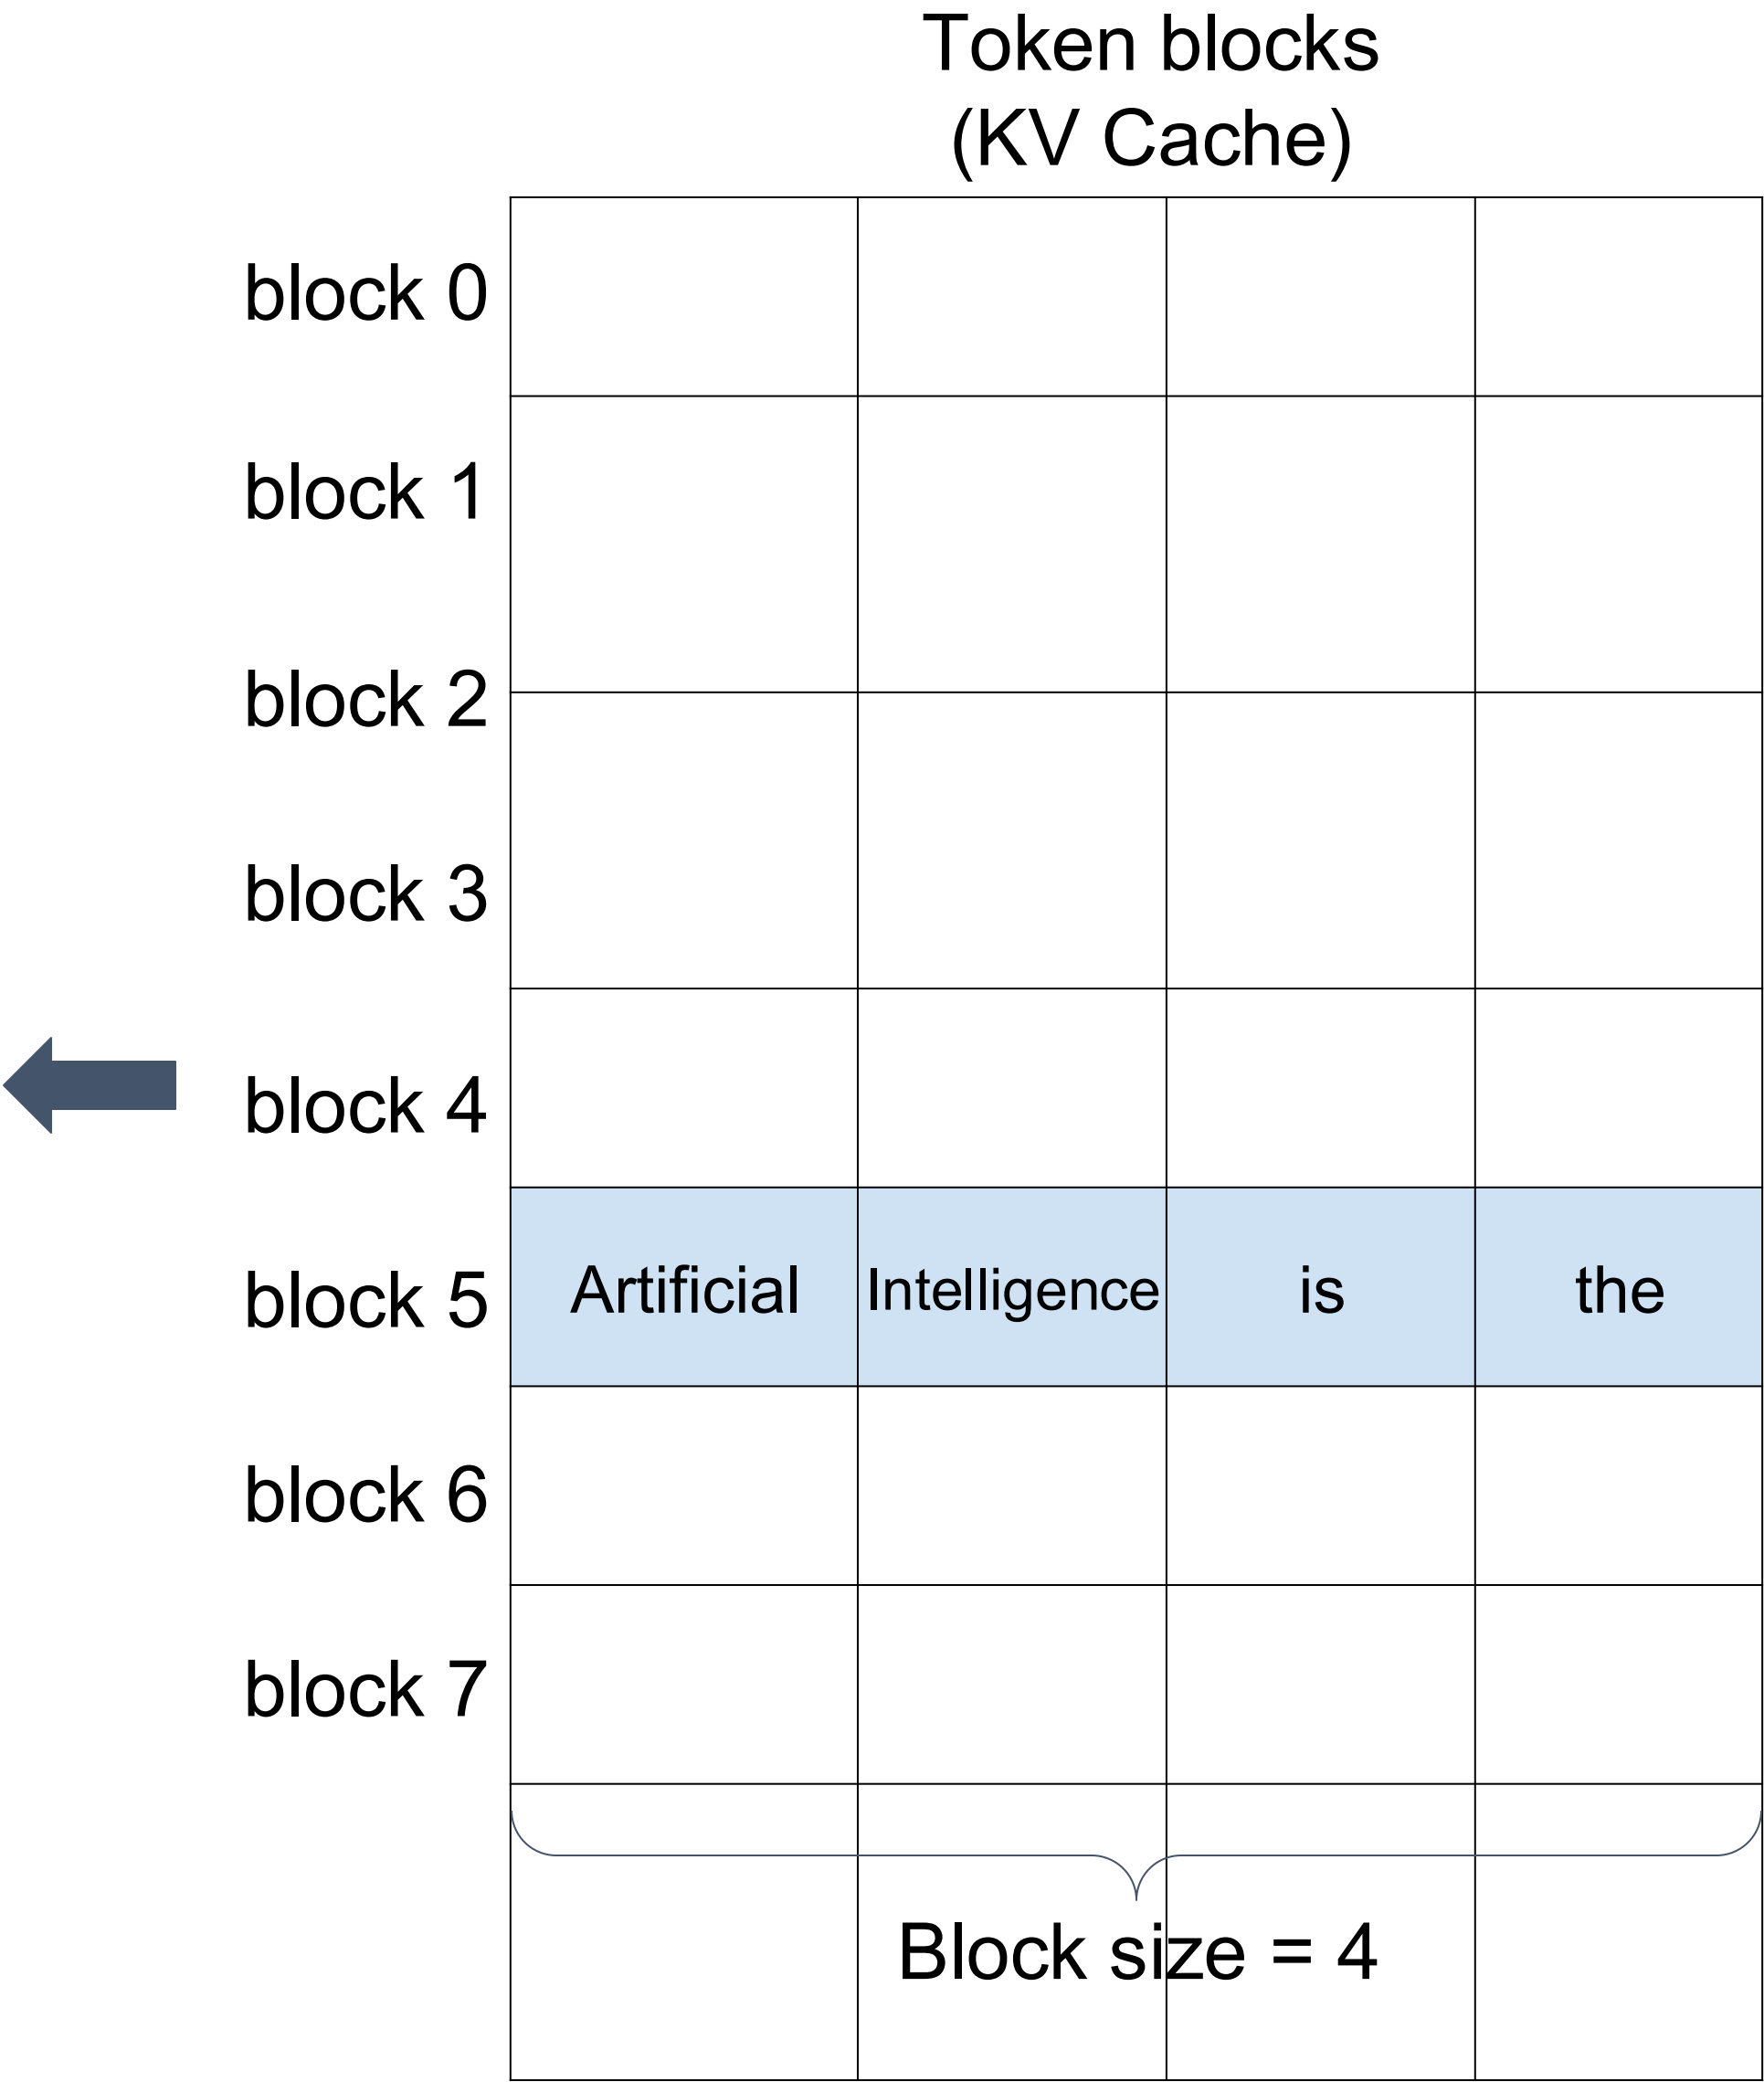 Token blocks
(KV Cache)
block 0
block 1
block 2
block 3
block 4
block 5 Artificial Intelligence is the
block 6
block 7
Block size = 4